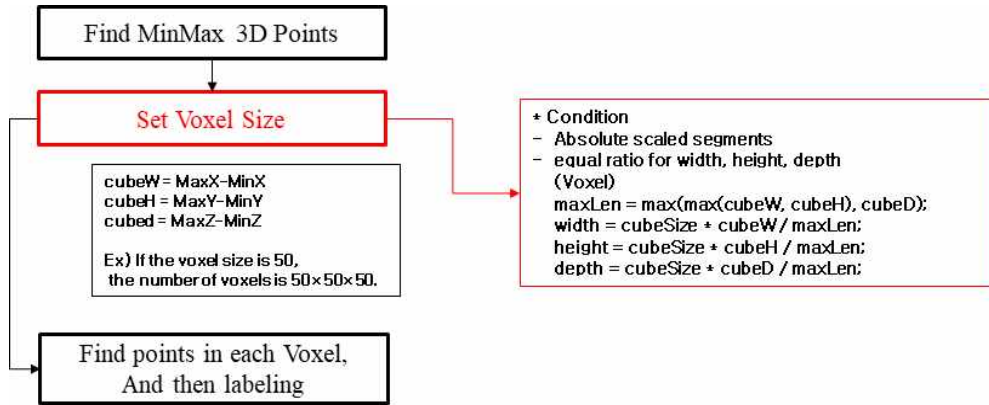 Find MinMax 3D Points
Set Voxel Size
cubeW = MaxX-MinX
cubeH = MaxY-MinY
cubed = MaxZ-MinZ
Ex) If the voxel size is 50,
the number of voxels is 50×50×50.
* Condition
- Absolute scaled segments
- equal ratio for width, height, depth
(Voxel)
maxLen = max(max(cubeW, cubeH), cubeD);
width = cubeSize * cubeW / maxLen;
height = cubeSize * cubeH / maxLen;
depth = cubeSize * cubeD / maxLen;
Find points in each Voxel,
And then labeling